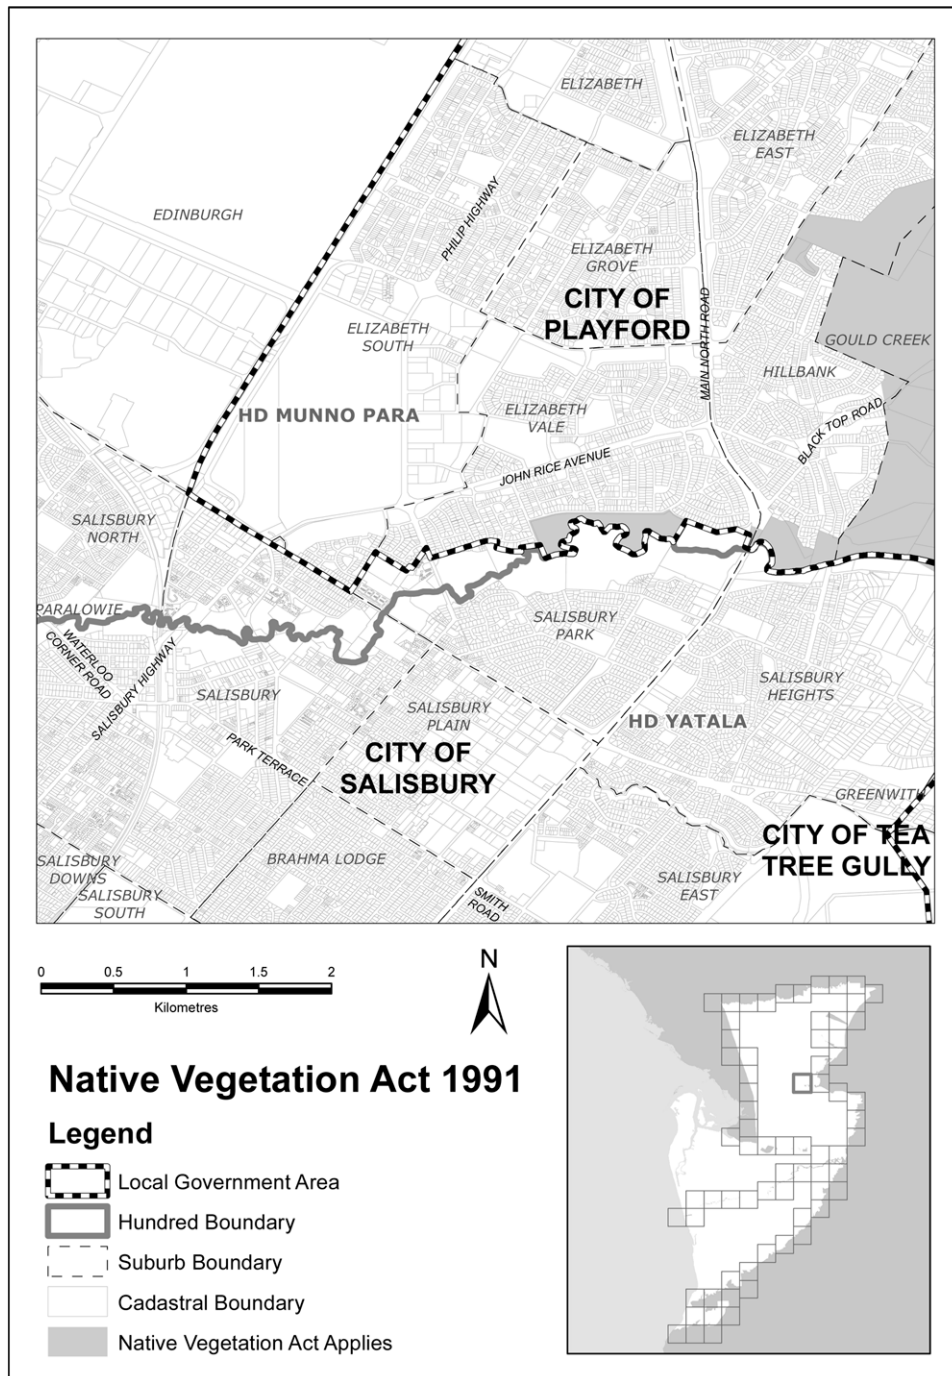 ELIZABETH
ELIZABETH
EAST
EDINBURGH
PHILIP HIGHWAY
ELIZABETH
GROVE
CITY OF
PLAYFORD
MAIN NORTH ROAD
ELIZABETH
SOUTH
GOULD CREEK
HILLBANK
HD MUNNO PARA
ELIZABETH
VALE
BLACK TOP ROAD
JOHN RICE AVENUE
SALISBURY
NORTH
PARALOWIE
WATERLOO
CORNER ROAD
SALISBURY HIGHWAY
SALISBURY
PARK
SALISBURY
SALISBURY
HEIGHTS
SALISBURY
PLAIN
HD YATALA
PARK TERRACE
CITY OF
SALISBURY
GREENWITH
CITY OF TEA
TREE GULLY
SALISBURY
DOWNS
BRAHMA LODGE
SALISBURY
EAST
SALISBURY
SOUTH
SMITH
ROAD
0 0.5 1 1.5 2
Kilometres
N
Native Vegetation Act 1991
Legend
Local Government Area
Hundred Boundary
Suburb Boundary
Cadastral Boundary
Native Vegetation Act Applies